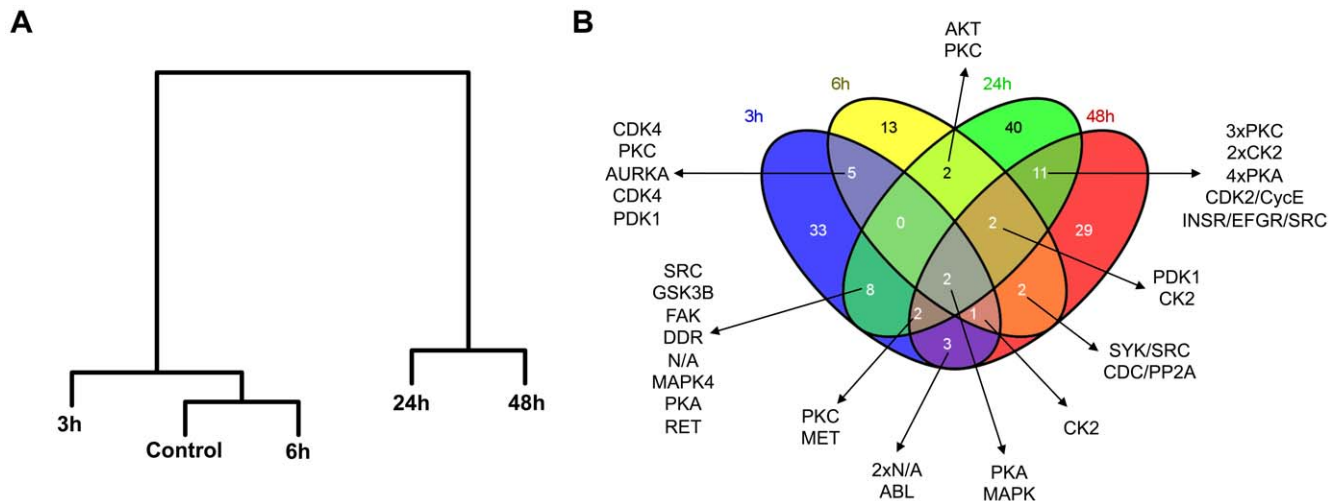 A
3h
Control
6h
24h
48h
B
AKT
PKC
6h
24h
3h
48h
13
40
CDK4
PKC
AURKA
CDK4
PDK1
5
2
11
3xPKC
2xCK2
4xPKA
CDK2/CycE
INSR/EFGR/SRC
33
0
2
29
SRC
GSK3B
FAK
DDR
N/A
MAPK4
PKA
RET
8
2
2
PDK1
CK2
2
1
3
SYK/SRC
CDC/PP2A
PKC
MET
CK2
2xN/A
ABL
PKA
MAPK